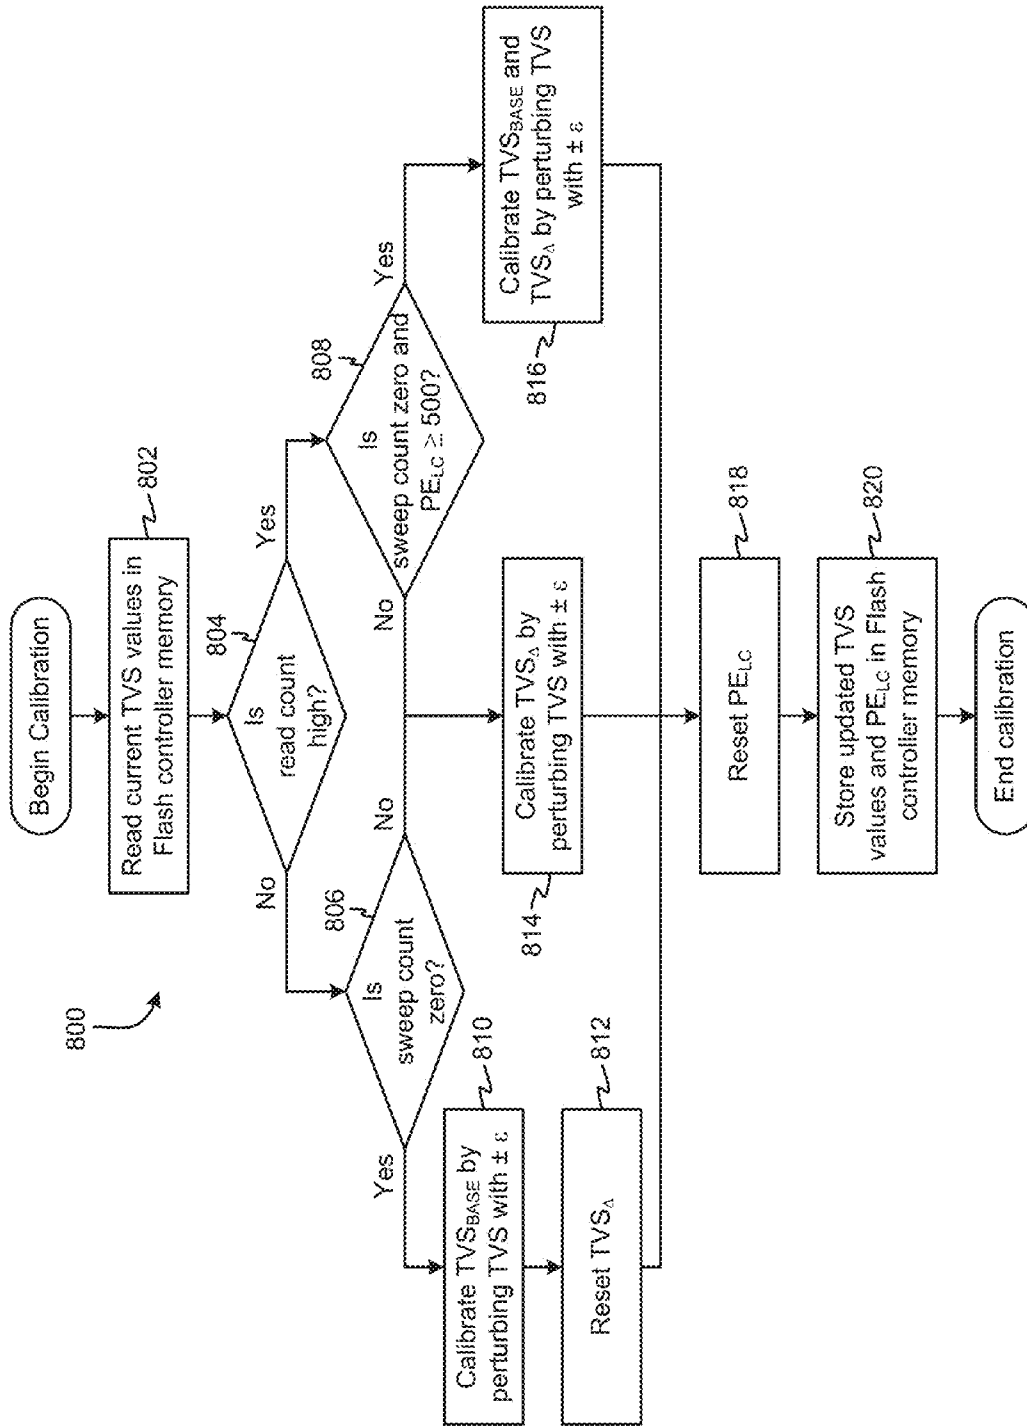 800
Begin Calibration
Read current TVS values in
Flash controller memory
802
804
Is
read count
high?
No
Yes
806
Is
sweep count
zero?
Yes
No
808
Is
sweep count zero and
PE_LC ≥ 500?
No
Yes
Calibrate TVS_BASE by
perturbing TVS with ± ε
810
Reset TVS_Δ
812
Calibrate TVS_Δ by
perturbing TVS with ± ε
814
Calibrate TVS_BASE and
TVS_Δ by perturbing TVS
with ± ε
816
Reset PE_LC
818
Store updated TVS
values and PE_LC in Flash
controller memory
820
End calibration